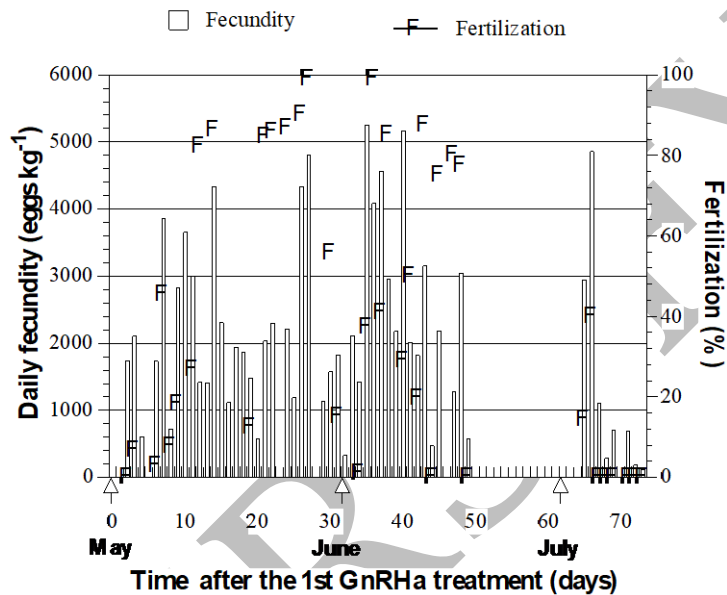 Fecundity F Fertilization
6000 100
5000 80
4000 60
3000
2000 40
1000 20
0 0
Daily fecundity (eggs kg-1)
Fertilization (%)
0 10 20 30 40 50 60 70
May June July
Time after the 1st GnRHa treatment (days)